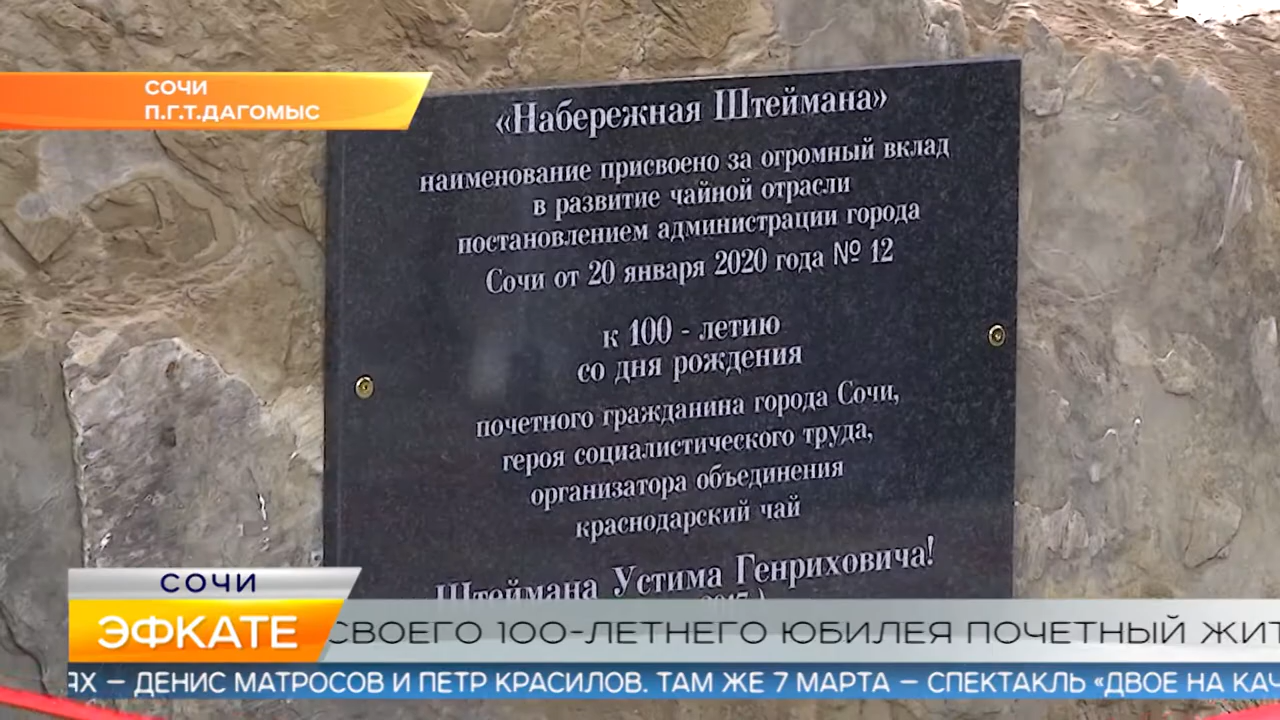 СОЧИ
П.Г.Т.ДАГОМЫС
«Набережная Штеймана»
наименование присвоено за огромный вклад
в развитие чайной отрасли
постановлением администрации города
Сочи от 20 января 2020 года № 12
к 100 - летию
со дня рождения
почетного гражданина города Сочи,
героя социалистического труда,
организатора объединения
краснодарский чай
Штеймана Устима Генриховича!
СОЧИ
ЭФКАТЕ
СВОЕГО 100-ЛЕТНЕГО ЮБИЛЕЯ ПОЧЕТНЫЙ ЖИТ
ЯХ — ДЕНИС МАТРОСОВ И ПЕТР КРАСИЛОВ. ТАМ ЖЕ 7 МАРТА — СПЕКТАКЛЬ «ДВОЕ НА КАЧ